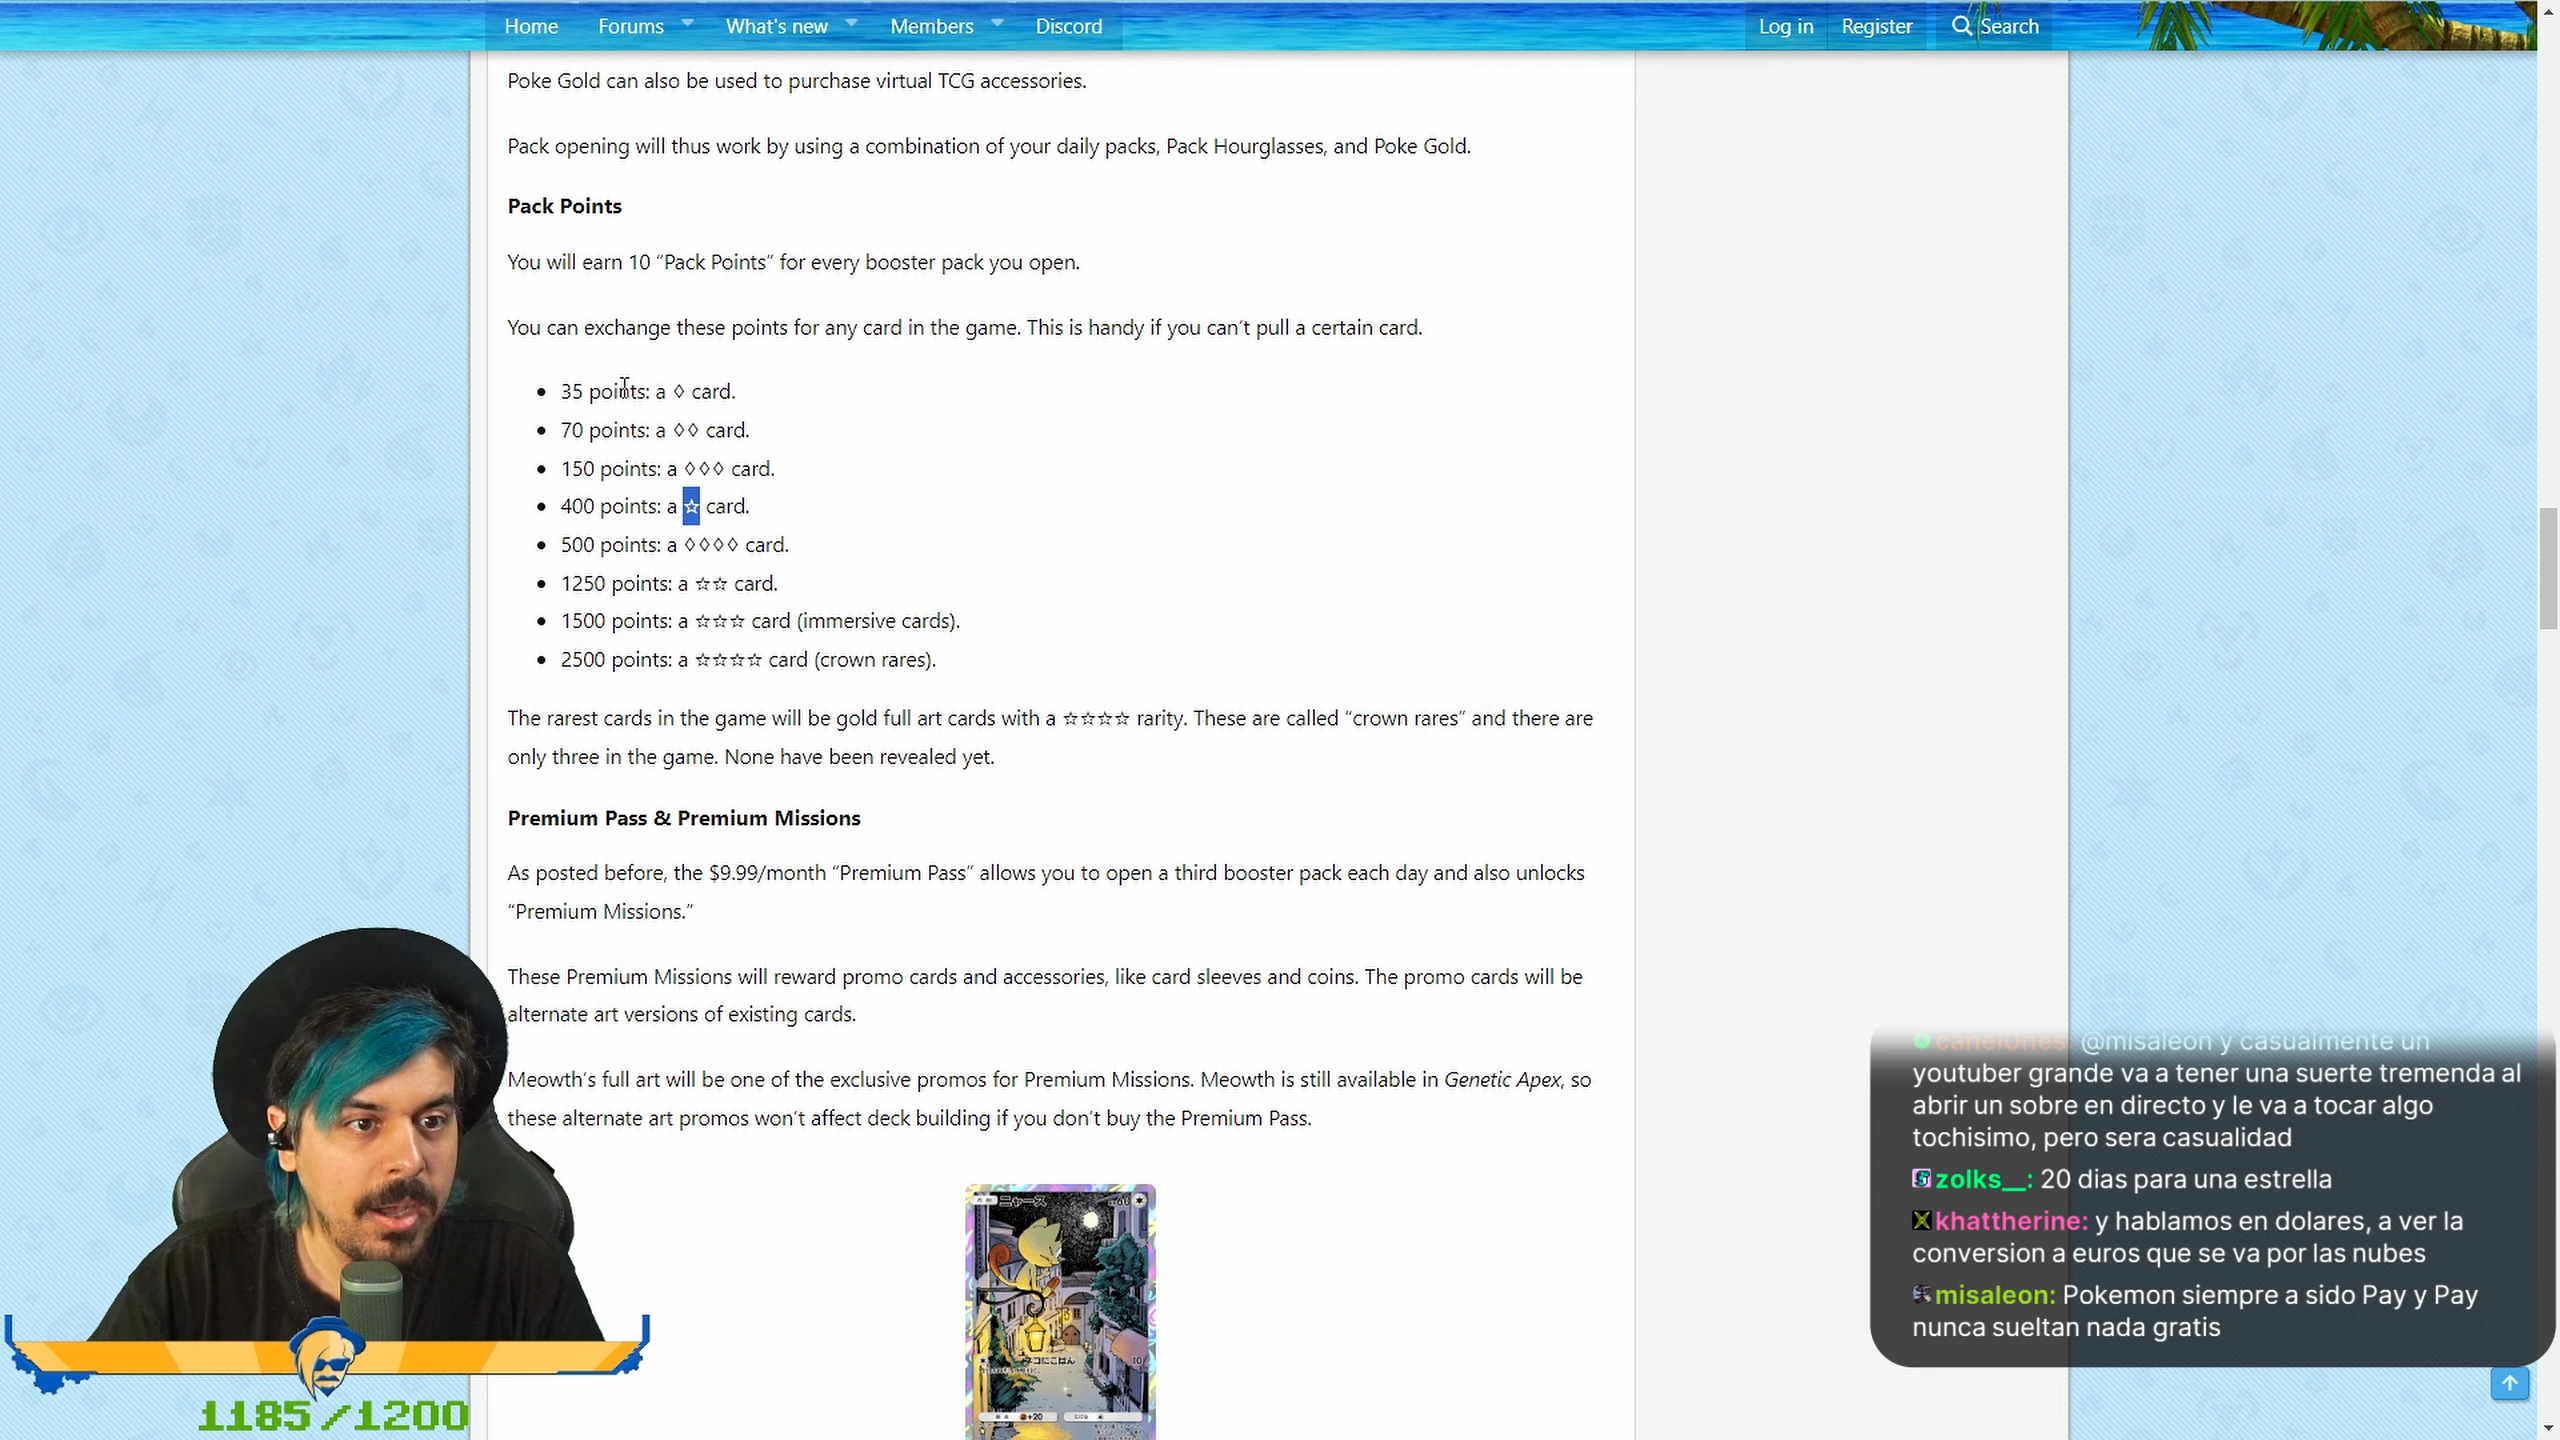 Home Forums What's new Members Discord Log in Register Search
Poke Gold can also be used to purchase virtual TCG accessories.
Pack opening will thus work by using a combination of your daily packs, Pack Hourglasses, and Poke Gold.
Pack Points
You will earn 10 “Pack Points” for every booster pack you open.
You can exchange these points for any card in the game. This is handy if you can’t pull a certain card.
• 35 points: a ◊ card.
• 70 points: a ◊◊ card.
• 150 points: a ◊◊◊ card.
• 400 points: a ☆ card.
• 500 points: a ◊◊◊◊ card.
• 1250 points: a ☆☆ card.
• 1500 points: a ☆☆☆ card (immersive cards).
• 2500 points: a ☆☆☆☆ card (crown rares).
The rarest cards in the game will be gold full art cards with a ☆☆☆☆ rarity. These are called “crown rares” and there are
only three in the game. None have been revealed yet.
Premium Pass & Premium Missions
As posted before, the $9.99/month “Premium Pass” allows you to open a third booster pack each day and also unlocks
“Premium Missions.”
These Premium Missions will reward promo cards and accessories, like card sleeves and coins. The promo cards will be
alternate art versions of existing cards.
Meowth’s full art will be one of the exclusive promos for Premium Missions. Meowth is still available in Genetic Apex, so
these alternate art promos won’t affect deck building if you don’t buy the Premium Pass.
ニャース
ネコにこばん 10
+20
@misaleon y casualmente un
youtuber grande va a tener una suerte tremenda al
abrir un sobre en directo y le va a tocar algo
tochisimo, pero sera casualidad
zolks__: 20 dias para una estrella
khattherine: y hablamos en dolares, a ver la
conversion a euros que se va por las nubes
misaleon: Pokemon siempre a sido Pay y Pay
nunca sueltan nada gratis
1185/1200